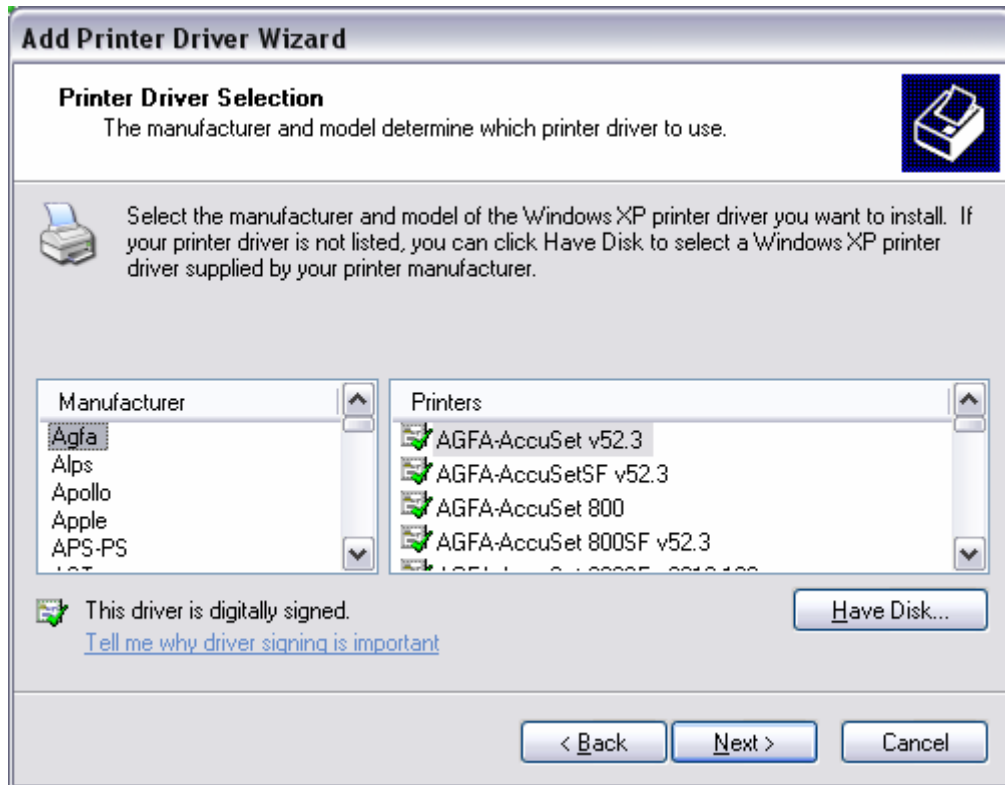 Add Printer Driver Wizard
Printer Driver Selection
The manufacturer and model determine which printer driver to use.
Select the manufacturer and model of the Windows XP printer driver you want to install. If
your printer driver is not listed, you can click Have Disk to select a Windows XP printer
driver supplied by your printer manufacturer.
Manufacturer
Agfa
Alps
Apollo
Apple
APS-PS
Printers
AGFA-AccuSet v52.3
AGFA-AccuSetSF v52.3
AGFA-AccuSet 800
AGFA-AccuSet 800SF v52.3
This driver is digitally signed.
Have Disk...
Tell me why driver signing is important
< Back
Next >
Cancel